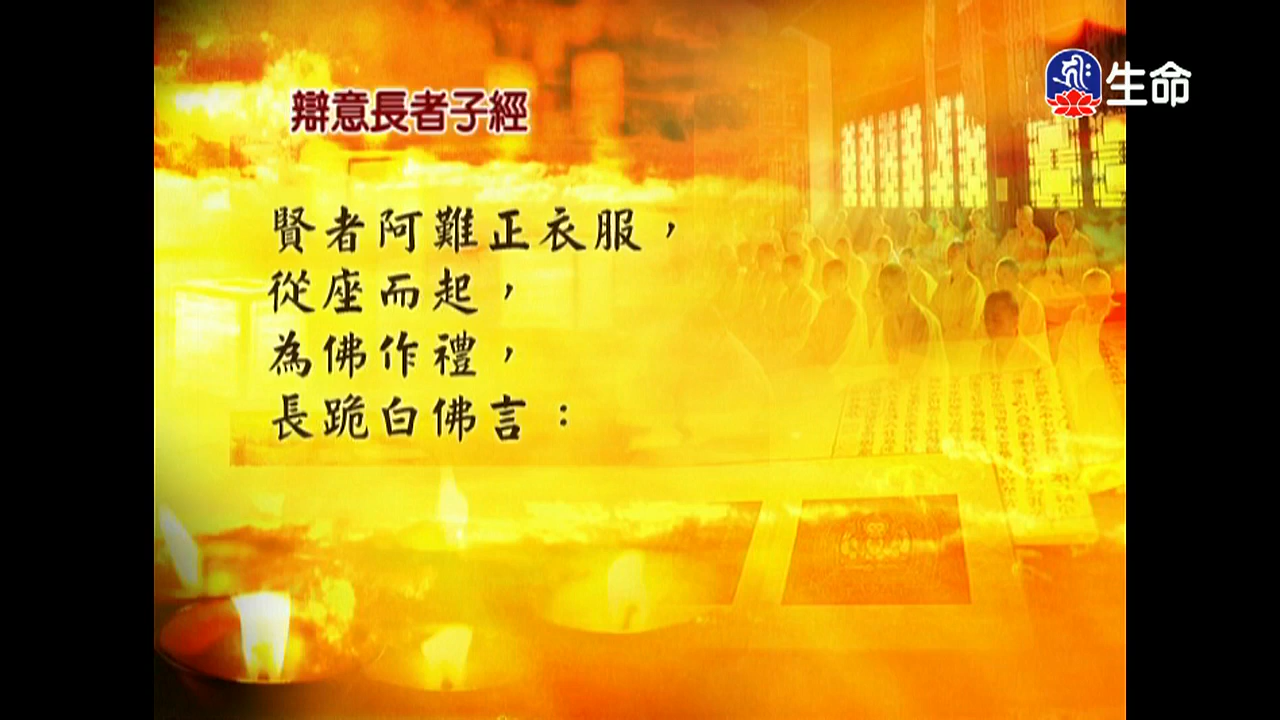 生命
辯意長者子經
賢者阿難正衣服，
從座而起，
為佛作禮，
長跪白佛言：